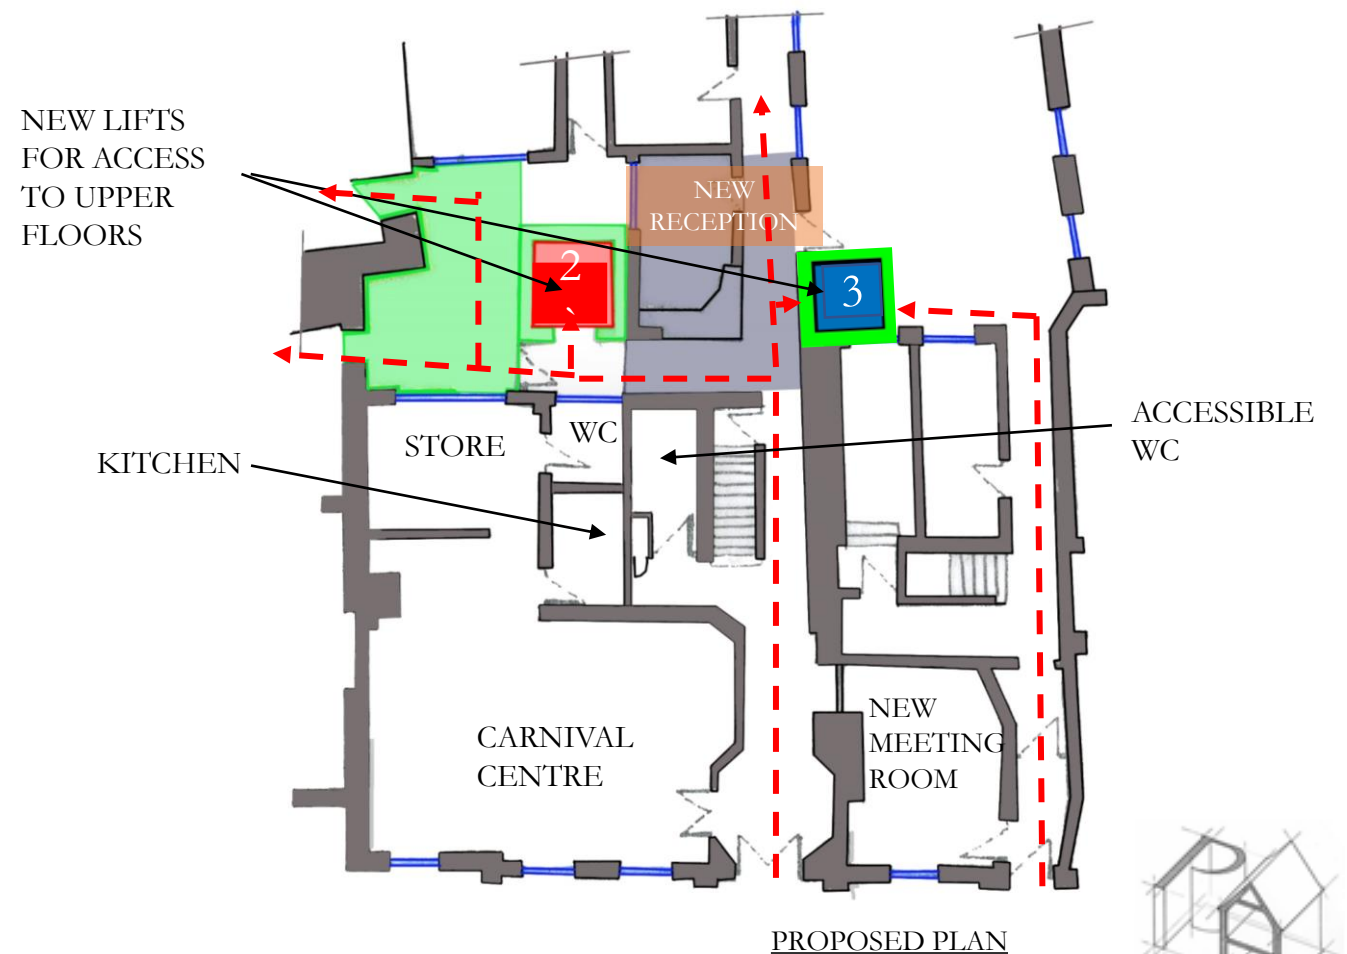 NEW LIFTS
FOR ACCESS
TO UPPER
FLOORS
NEW
RECEPTION
2
3
ACCESSIBLE
WC
STORE
WC
KITCHEN
CARNIVAL
CENTRE
NEW
MEETING
ROOM
PROPOSED PLAN